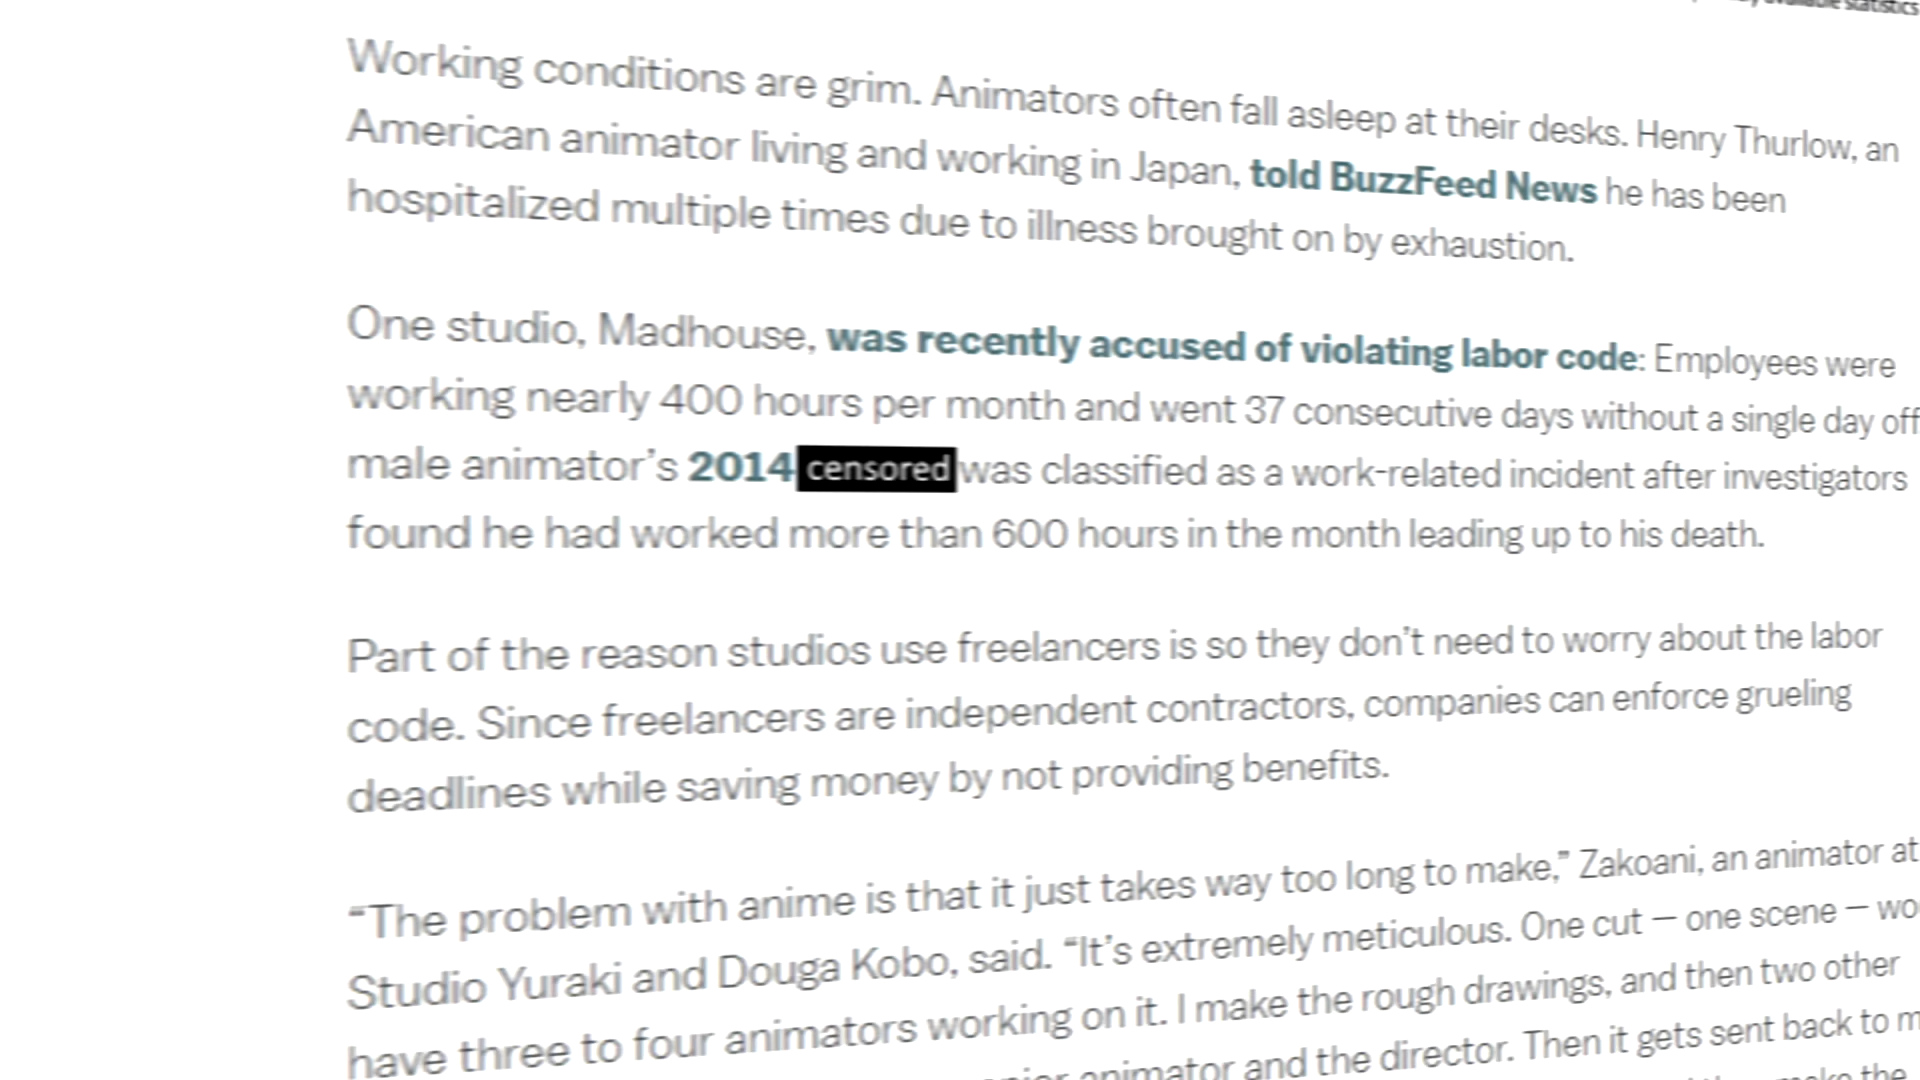 available statistics
Working conditions are grim. Animators often fall asleep at their desks. Henry Thurlow, an
American animator living and working in Japan, told BuzzFeed News he has been
hospitalized multiple times due to illness brought on by exhaustion.
One studio, Madhouse, was recently accused of violating labor code: Employees were
working nearly 400 hours per month and went 37 consecutive days without a single day off
male animator’s 2014 censored was classified as a work-related incident after investigators
found he had worked more than 600 hours in the month leading up to his death.
Part of the reason studios use freelancers is so they don’t need to worry about the labor
code. Since freelancers are independent contractors, companies can enforce grueling
deadlines while saving money by not providing benefits.
“The problem with anime is that it just takes way too long to make,” Zakoani, an animator at
Studio Yuraki and Douga Kobo, said. “It’s extremely meticulous. One cut — one scene — wo
have three to four animators working on it. I make the rough drawings, and then two other
animator and the director. Then it gets sent back to m
make the